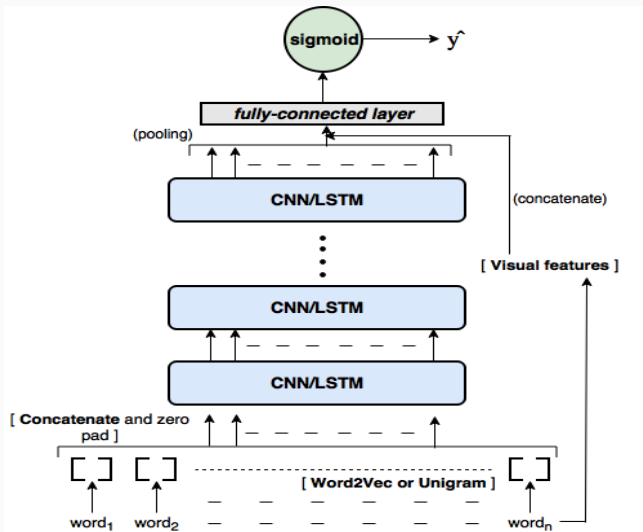 sigmoid
ŷ
fully-connected layer
(pooling)
CNN/LSTM
(concatenate)
[ Visual features ]
CNN/LSTM
CNN/LSTM
[ Concatenate and zero
pad ]
[ Word2Vec or Unigram ]
word₁ word₂ wordₙ